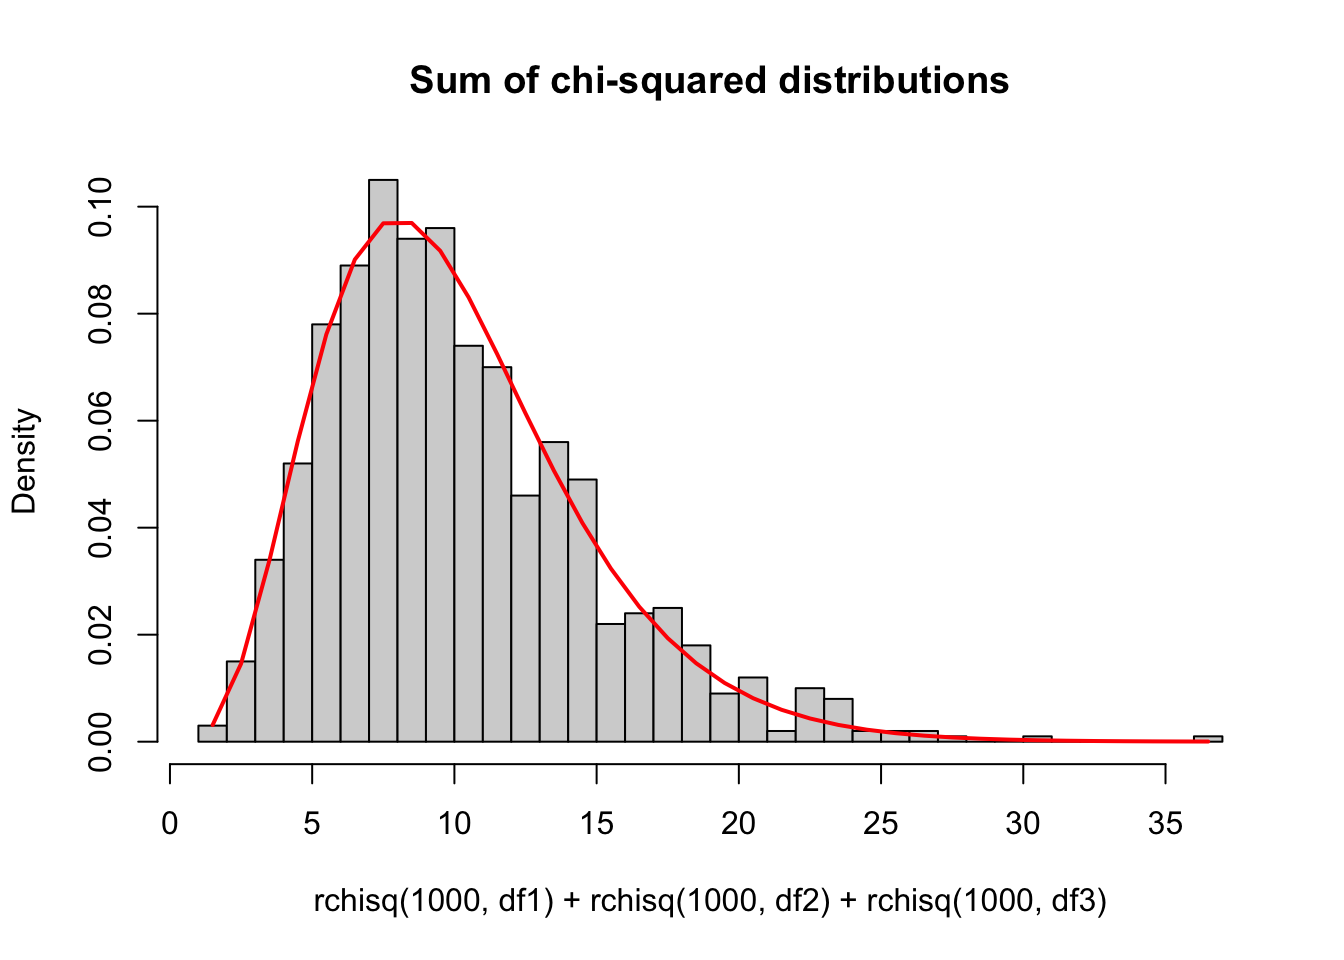 Sum of chi-squared distributions
Density
0.10
0.08
0.06
0.04
0.02
0.00
0 5 10 15 20 25 30 35
rchisq(1000, df1) + rchisq(1000, df2) + rchisq(1000, df3)